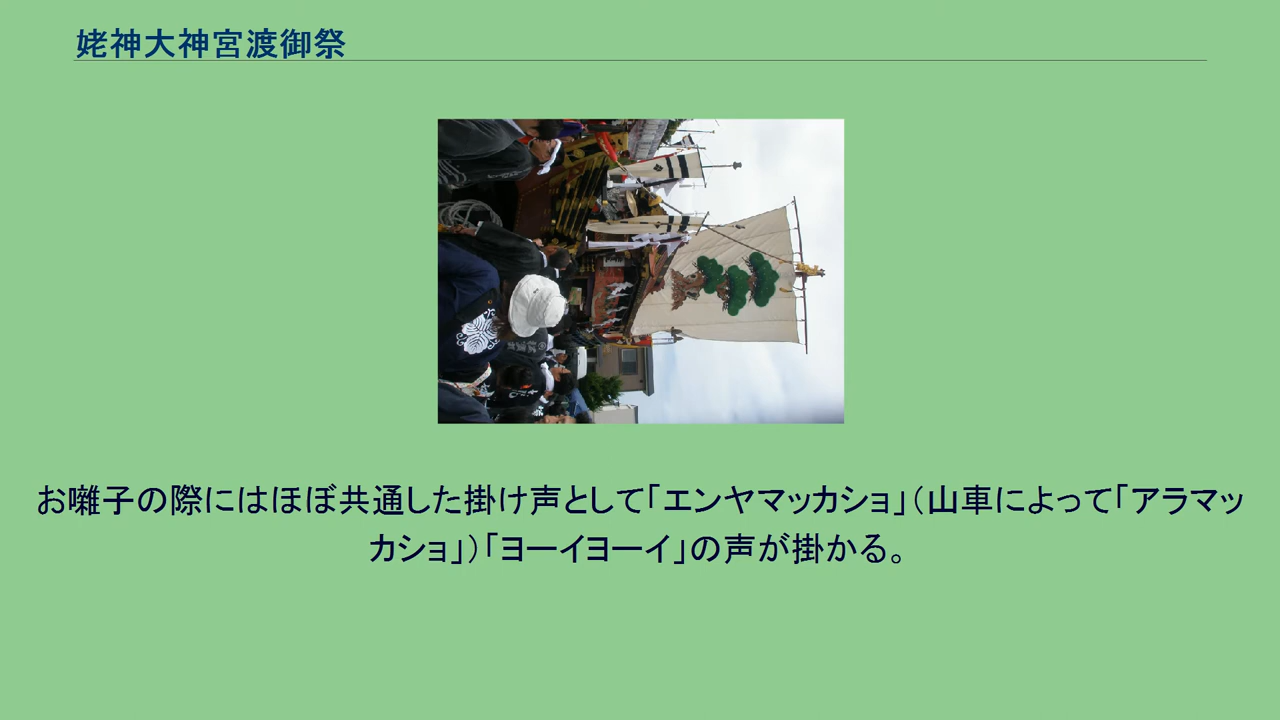 姥神大神宮渡御祭
お囃子の際にはほぼ共通した掛け声として｢エンヤマッカショ｣(山車によって｢アラマッ
カショ｣)｢ヨーイヨーイ｣の声が掛かる。